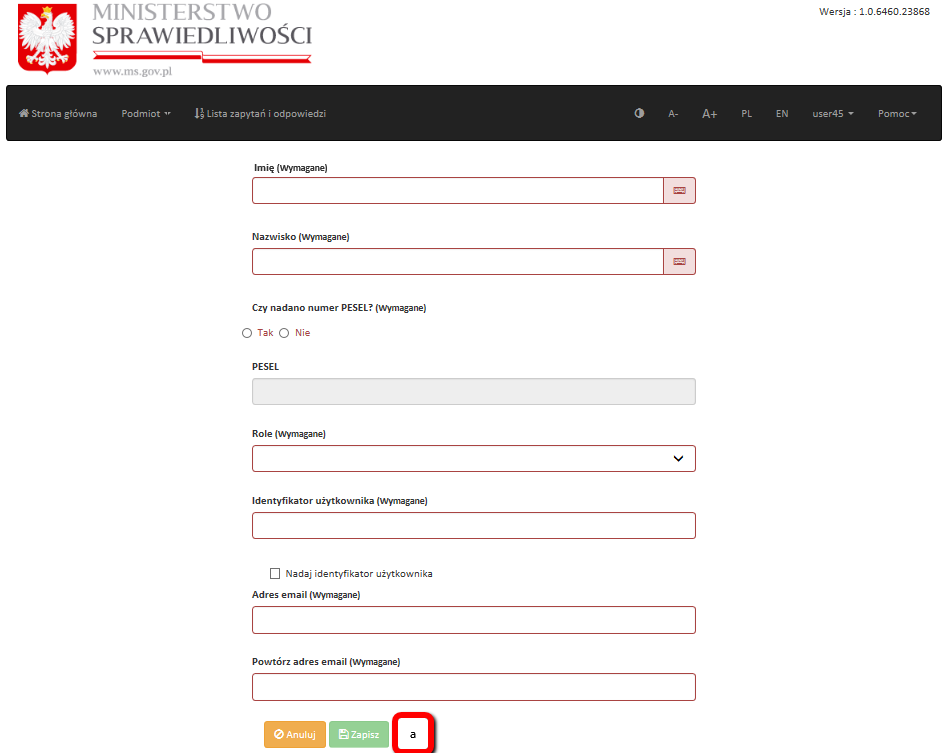 MINISTERSTWO
SPRAWIEDLIWOŚCI
www.ms.gov.pl
Wersja : 1.0.6460.23868
Strona główna Podmiot Lista zapytań i odpowiedzi A- A+ PL EN user45 Pomoc
Imię (Wymagane)
Nazwisko (Wymagane)
Czy nadano numer PESEL? (Wymagane)
Tak Nie
PESEL
Role (Wymagane)
Identyfikator użytkownika (Wymagane)
Nadaj identyfikator użytkownika
Adres email (Wymagane)
Powtórz adres email (Wymagane)
Anuluj Zapisz a